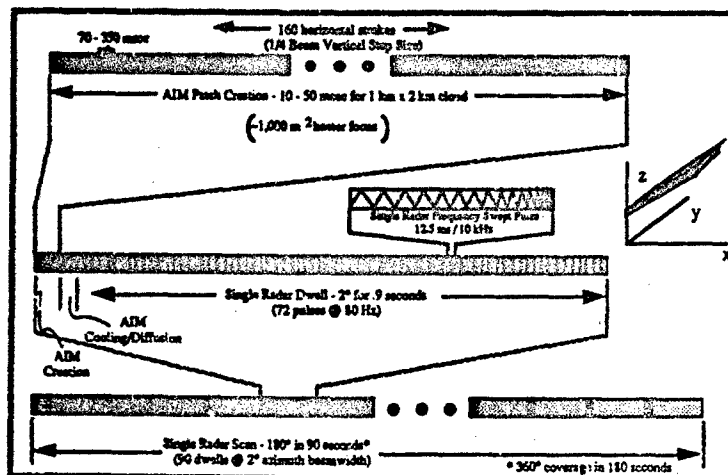 160 horizontal strokes
(1/4 Beam Vertical Step Size)
AIM Patch Creation - 10 - 50 msec for 1 km x 2 km cloud
(~1,000 m 2 heater focus)
z
y
x
Single Radar Frequency Swept Pulse
12.5 ms / 10 kHz
Single Radar Dwell - 2° for .9 seconds
(72 pulses @ 80 Hz)
AIM
Cooling/Diffusion
AIM
Creation
Single Radar Scan - 180° in 90 seconds*
(90 dwells @ 2° azimuth beamwidth)
* 360° coverage in 180 seconds